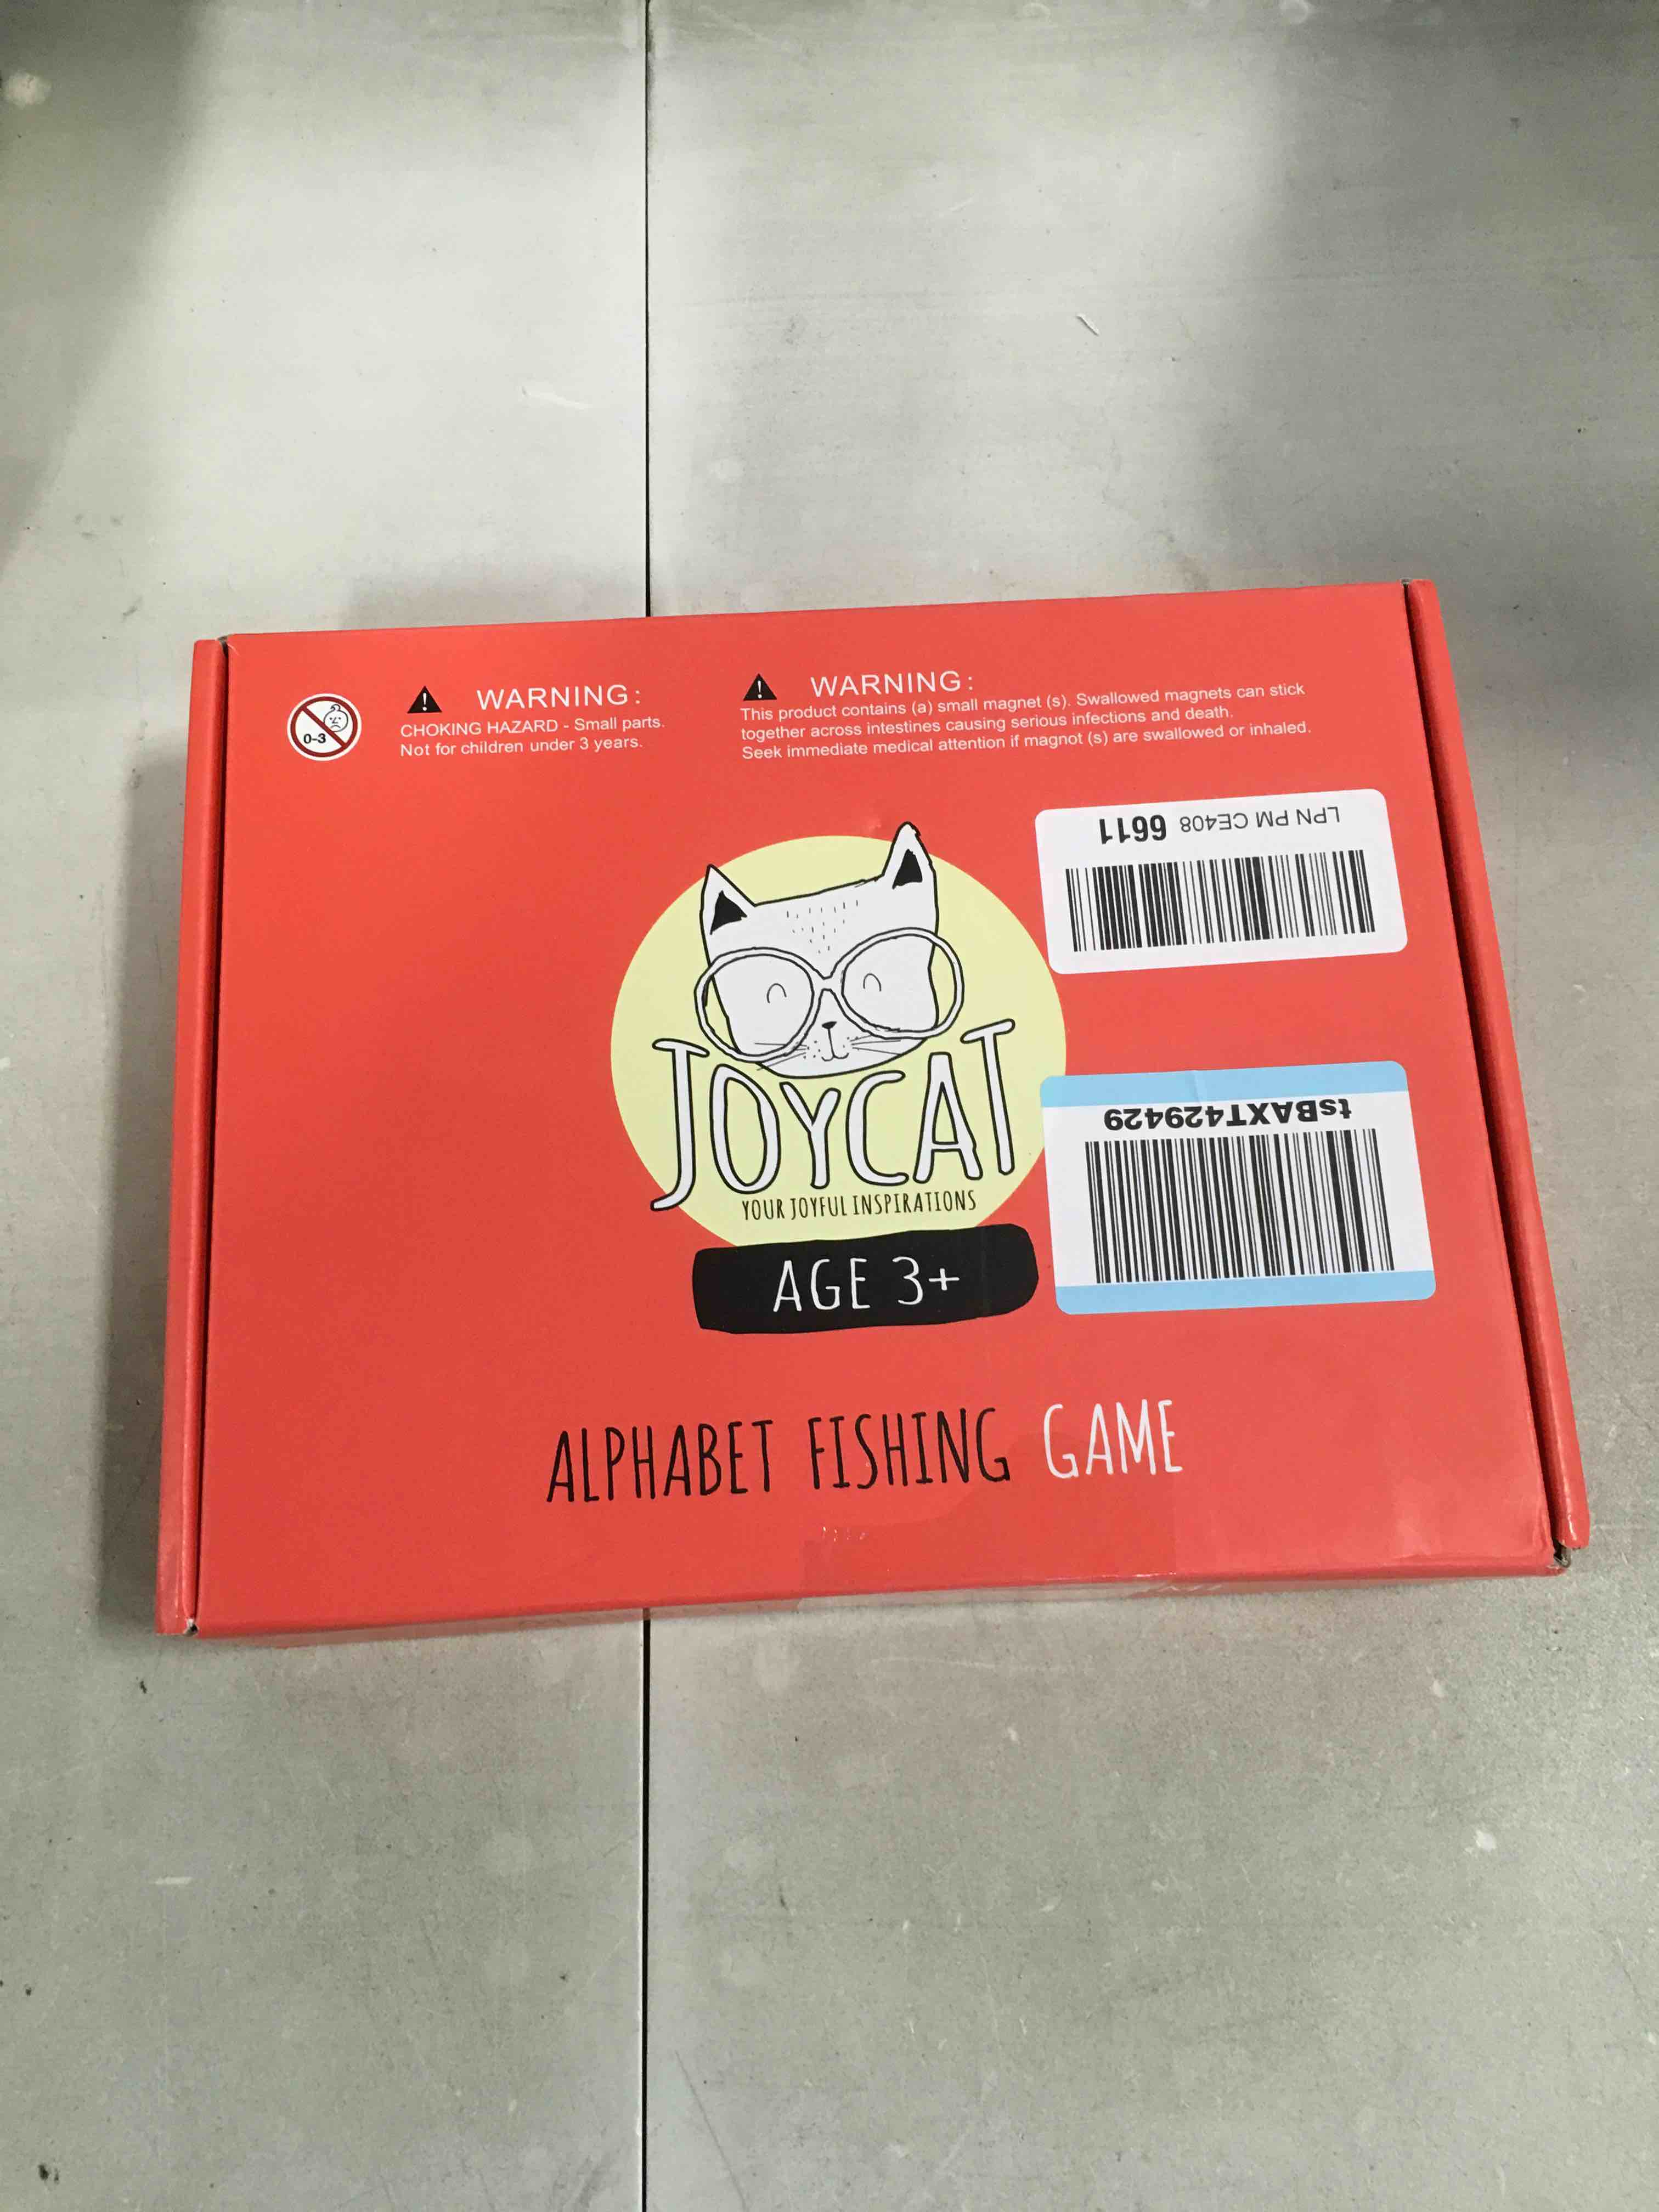 0-3
WARNING:
CHOKING HAZARD - Small parts.
Not for children under 3 years.
WARNING:
This product contains (a) small magnet (s). Swallowed magnets can stick
together across intestines causing serious infections and death.
Seek immediate medical attention if magnot (s) are swallowed or inhaled.
LPN PM CE408 6611
JOYCAT
YOUR JOYFUL INSPIRATIONS
tsBAXT429429
AGE 3+
ALPHABET FISHING GAME